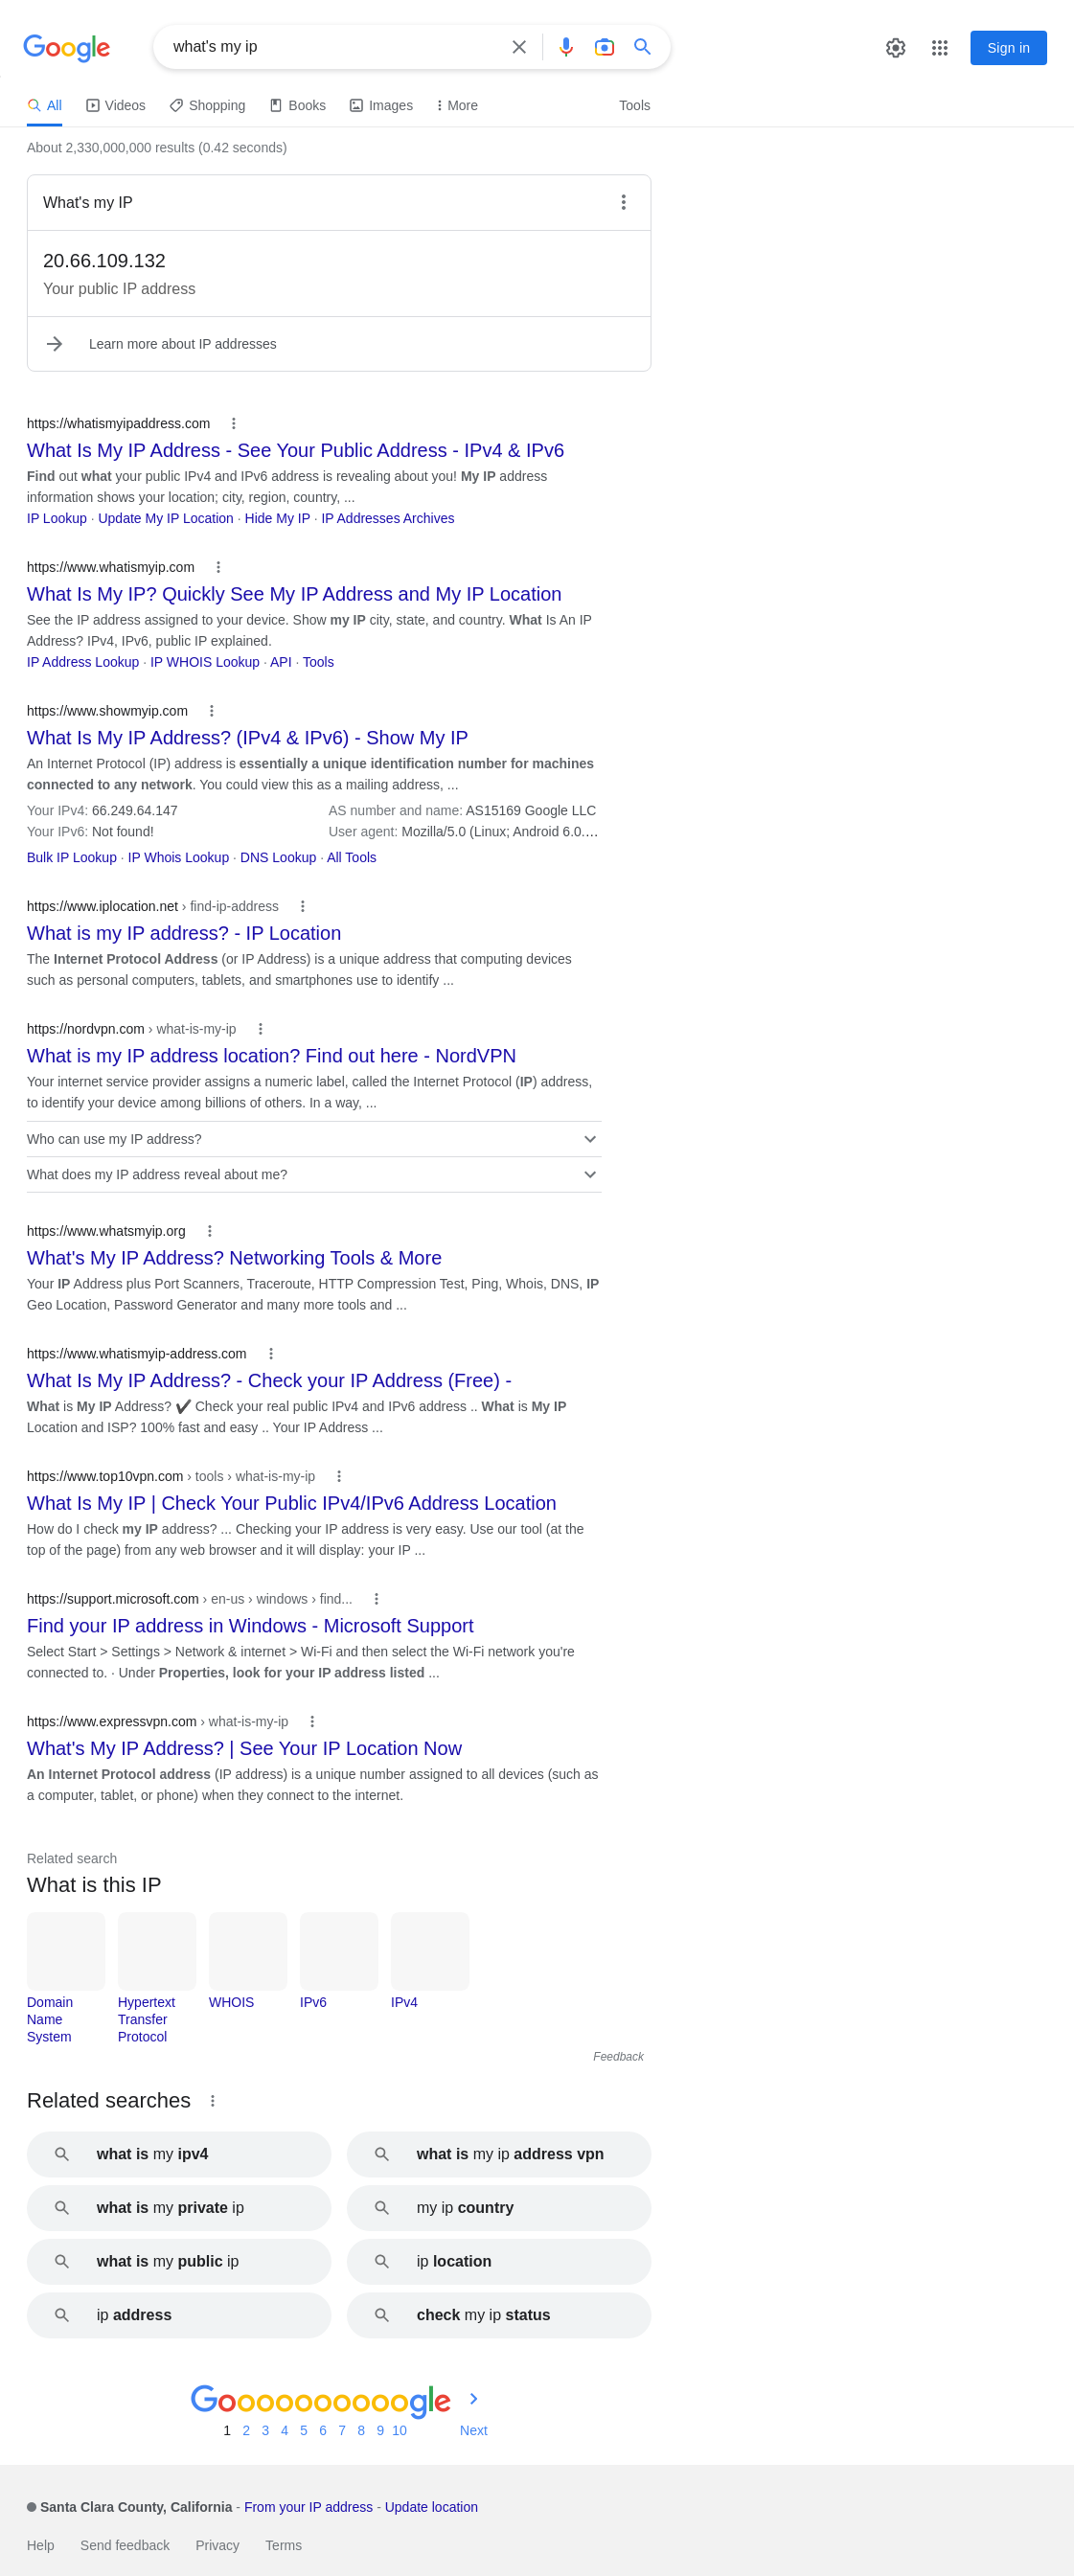 Google
what's my ip
Sign in
All
Videos
Shopping
Books
Images
More
Tools
About 2,330,000,000 results (0.42 seconds)
What's my IP
20.66.109.132
Your public IP address
Learn more about IP addresses
https://whatismyipaddress.com
What Is My IP Address - See Your Public Address - IPv4 & IPv6
Find out what your public IPv4 and IPv6 address is revealing about you! My IP address
information shows your location; city, region, country, ...
IP Lookup · Update My IP Location · Hide My IP · IP Addresses Archives
https://www.whatismyip.com
What Is My IP? Quickly See My IP Address and My IP Location
See the IP address assigned to your device. Show my IP city, state, and country. What Is An IP
Address? IPv4, IPv6, public IP explained.
IP Address Lookup · IP WHOIS Lookup · API · Tools
https://www.showmyip.com
What Is My IP Address? (IPv4 & IPv6) - Show My IP
An Internet Protocol (IP) address is essentially a unique identification number for machines
connected to any network. You could view this as a mailing address, ...
Your IPv4: 66.249.64.147
AS number and name: AS15169 Google LLC
Your IPv6: Not found!
User agent: Mozilla/5.0 (Linux; Android 6.0....
Bulk IP Lookup · IP Whois Lookup · DNS Lookup · All Tools
https://www.iplocation.net › find-ip-address
What is my IP address? - IP Location
The Internet Protocol Address (or IP Address) is a unique address that computing devices
such as personal computers, tablets, and smartphones use to identify ...
https://nordvpn.com › what-is-my-ip
What is my IP address location? Find out here - NordVPN
Your internet service provider assigns a numeric label, called the Internet Protocol (IP) address,
to identify your device among billions of others. In a way, ...
Who can use my IP address?
What does my IP address reveal about me?
https://www.whatsmyip.org
What's My IP Address? Networking Tools & More
Your IP Address plus Port Scanners, Traceroute, HTTP Compression Test, Ping, Whois, DNS, IP
Geo Location, Password Generator and many more tools and ...
https://www.whatismyip-address.com
What Is My IP Address? - Check your IP Address (Free) -
What is My IP Address? ✔️ Check your real public IPv4 and IPv6 address .. What is My IP
Location and ISP? 100% fast and easy .. Your IP Address ...
https://www.top10vpn.com › tools › what-is-my-ip
What Is My IP | Check Your Public IPv4/IPv6 Address Location
How do I check my IP address? ... Checking your IP address is very easy. Use our tool (at the
top of the page) from any web browser and it will display: your IP ...
https://support.microsoft.com › en-us › windows › find...
Find your IP address in Windows - Microsoft Support
Select Start > Settings > Network & internet > Wi-Fi and then select the Wi-Fi network you're
connected to. · Under Properties, look for your IP address listed ...
https://www.expressvpn.com › what-is-my-ip
What's My IP Address? | See Your IP Location Now
An Internet Protocol address (IP address) is a unique number assigned to all devices (such as
a computer, tablet, or phone) when they connect to the internet.
Related search
What is this IP
Domain
Name
System
Hypertext
Transfer
Protocol
WHOIS
IPv6
IPv4
Feedback
Related searches
what is my ipv4
what is my ip address vpn
what is my private ip
my ip country
what is my public ip
ip location
ip address
check my ip status
Goooooooooogle
1 2 3 4 5 6 7 8 9 10 Next
Santa Clara County, California - From your IP address - Update location
Help
Send feedback
Privacy
Terms